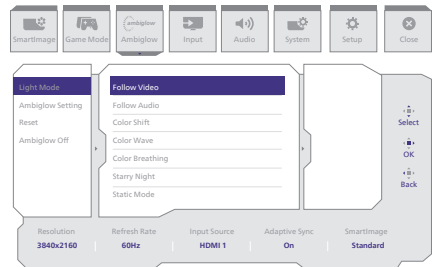 SmartImage
Game Mode
ambiglow
Ambiglow
Input
Audio
System
Setup
Close
Light Mode
Ambiglow Setting
Reset
Ambiglow Off
Follow Video
Follow Audio
Color Shift
Color Wave
Color Breathing
Starry Night
Static Mode
Select
OK
Back
Resolution Refresh Rate Input Source Adaptive Sync SmartImage
3840x2160 60Hz HDMI 1 On Standard